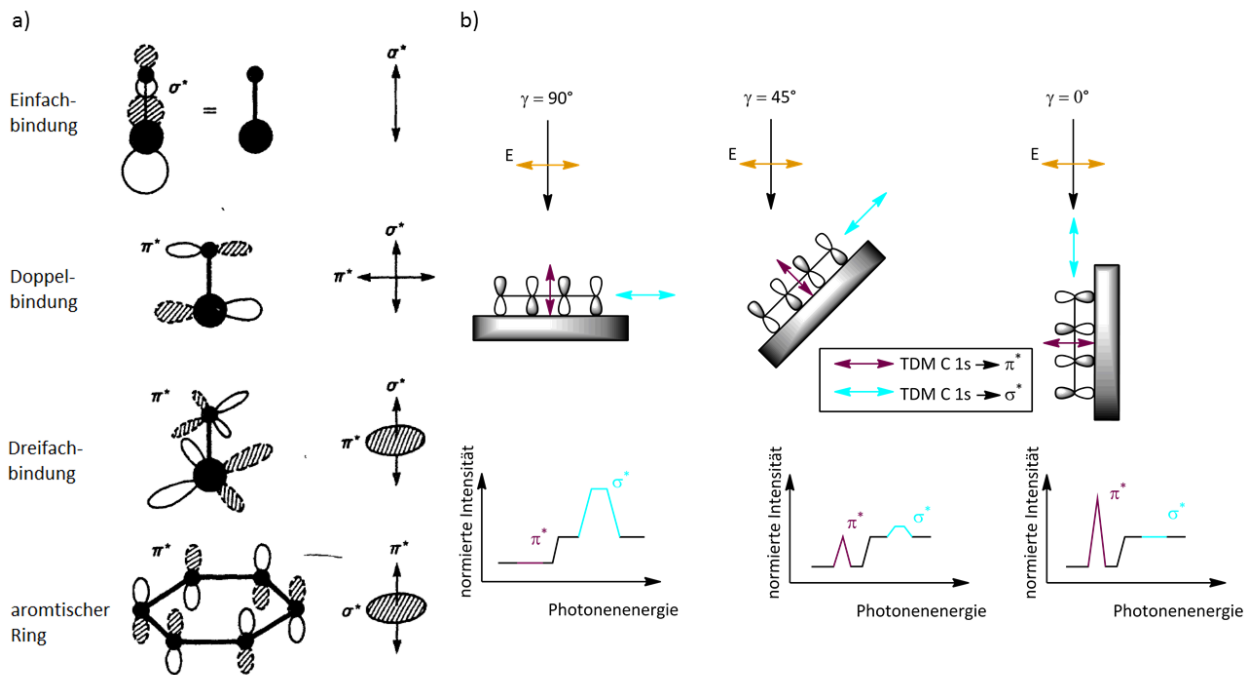 a)
Einfach-
bindung
σ*
=
σ*
Doppel-
bindung
π*
σ*
π*
Dreifach-
bindung
π*
σ*
π*
aromtischer
Ring
π*
π*
σ*
b)
γ = 90°
E
γ = 45°
E
γ = 0°
E
TDM C 1s → π*
TDM C 1s → σ*
normierte Intensität
π*
σ*
Photonenenergie
normierte Intensität
π*
σ*
Photonenenergie
normierte Intensität
π*
σ*
Photonenenergie